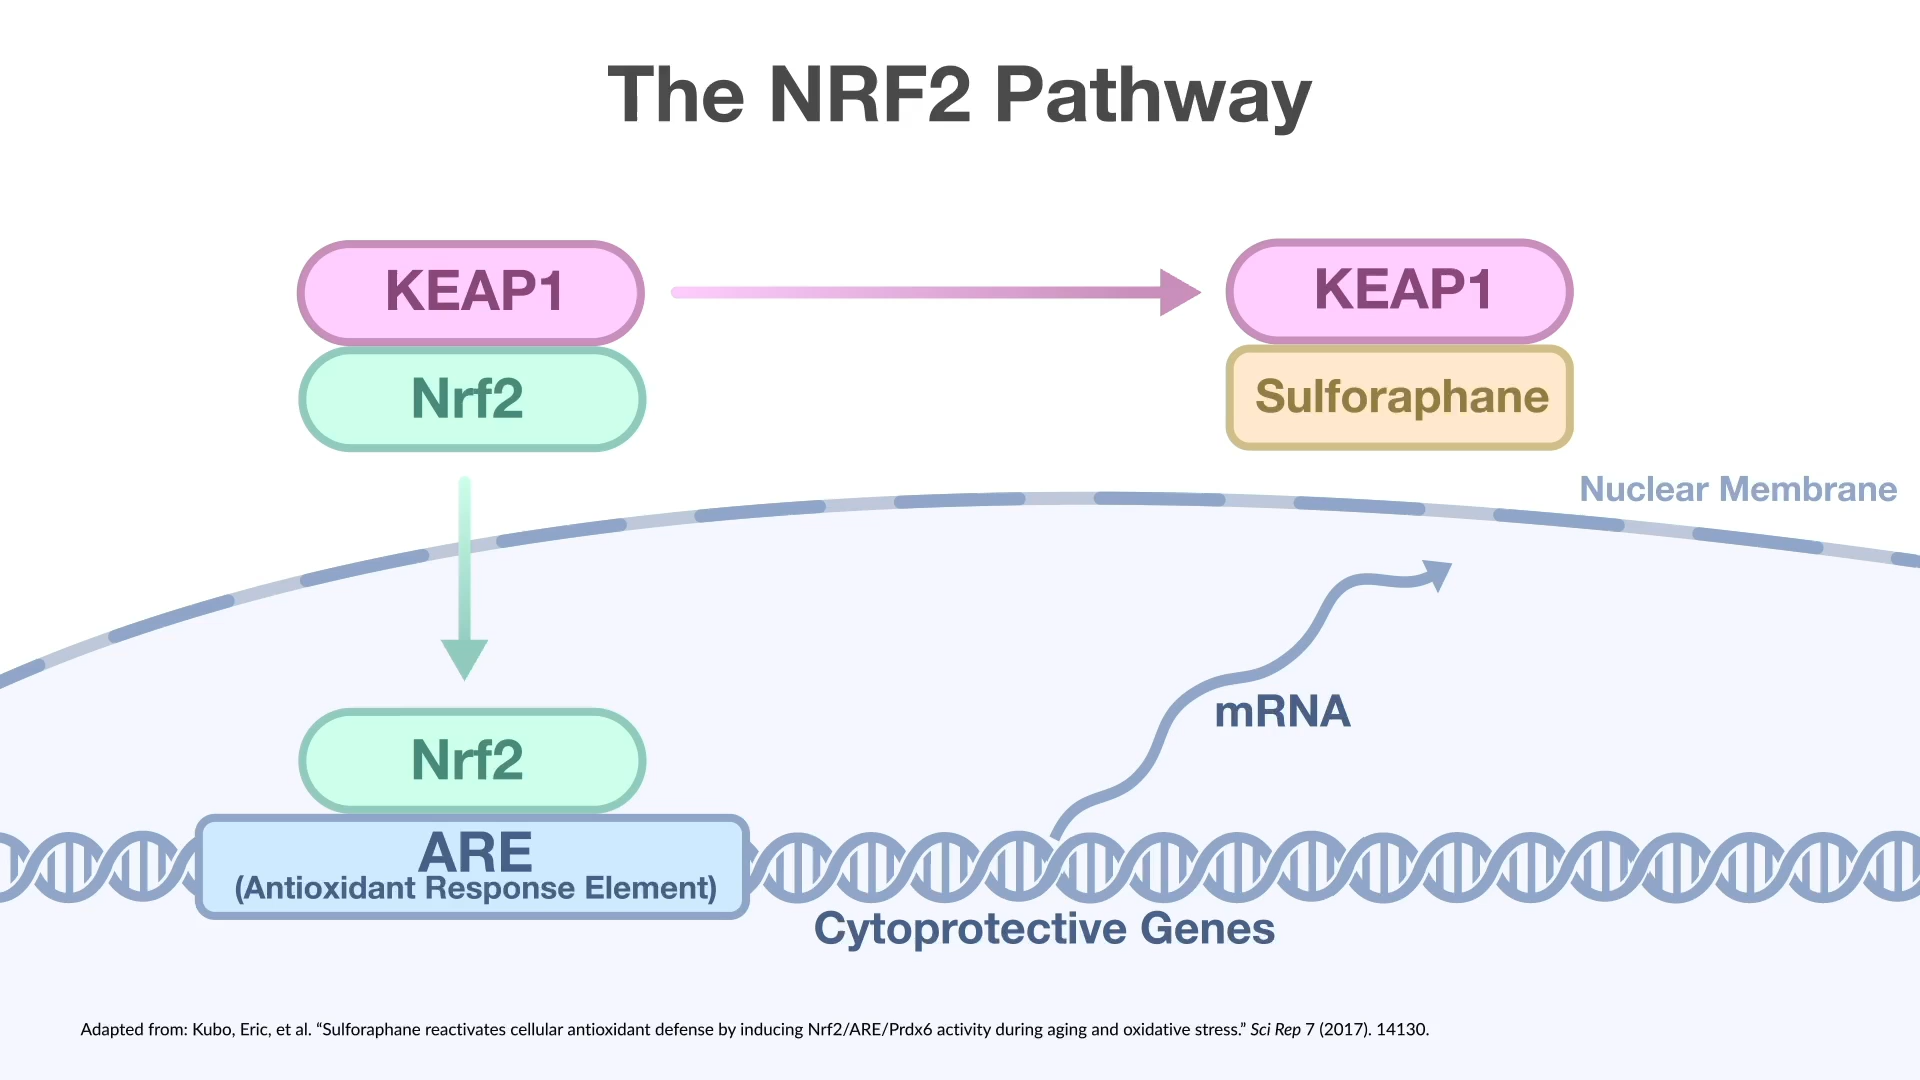 The NRF2 Pathway
KEAP1
KEAP1
Nrf2
Sulforaphane
Nuclear Membrane
mRNA
Nrf2
ARE
(Antioxidant Response Element)
Cytoprotective Genes
Adapted from: Kubo, Eric, et al. “Sulforaphane reactivates cellular antioxidant defense by inducing Nrf2/ARE/Prdx6 activity during aging and oxidative stress.” Sci Rep 7 (2017). 14130.